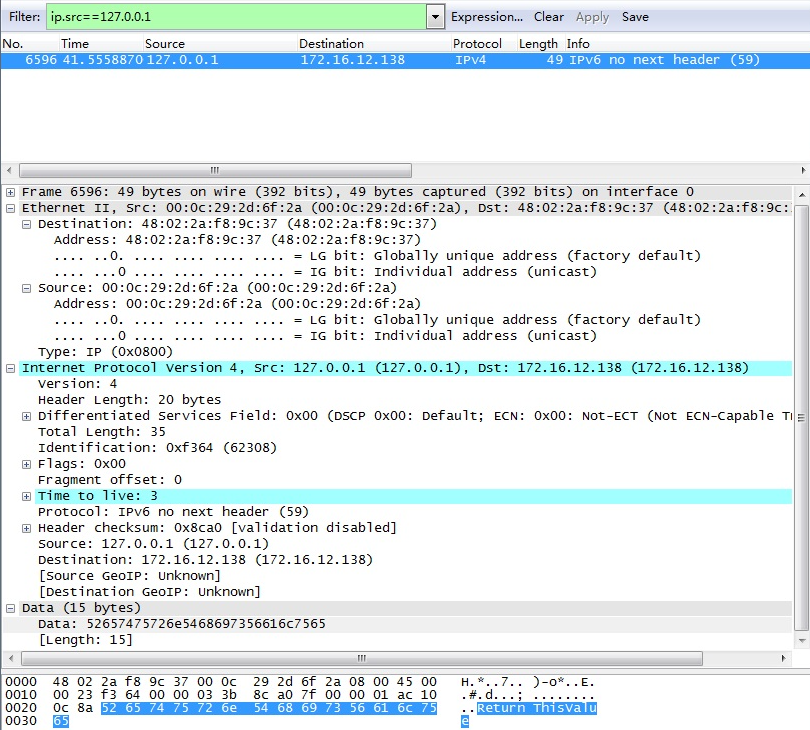 Filter: ip.src==127.0.0.1 Expression... Clear Apply Save
No. Time Source Destination Protocol Length Info
6596 41.5558870 127.0.0.1 172.16.12.138 IPv4 49 IPv6 no next header (59)
Frame 6596: 49 bytes on wire (392 bits), 49 bytes captured (392 bits) on interface 0
Ethernet II, Src: 00:0c:29:2d:6f:2a (00:0c:29:2d:6f:2a), Dst: 48:02:2a:f8:9c:37 (48:02:2a:f8:9c:
Destination: 48:02:2a:f8:9c:37 (48:02:2a:f8:9c:37)
Address: 48:02:2a:f8:9c:37 (48:02:2a:f8:9c:37)
.... ..0. .... .... .... .... = LG bit: Globally unique address (factory default)
.... ...0 .... .... .... .... = IG bit: Individual address (unicast)
Source: 00:0c:29:2d:6f:2a (00:0c:29:2d:6f:2a)
Address: 00:0c:29:2d:6f:2a (00:0c:29:2d:6f:2a)
.... ..0. .... .... .... .... = LG bit: Globally unique address (factory default)
.... ...0 .... .... .... .... = IG bit: Individual address (unicast)
Type: IP (0x0800)
Internet Protocol Version 4, Src: 127.0.0.1 (127.0.0.1), Dst: 172.16.12.138 (172.16.12.138)
Version: 4
Header Length: 20 bytes
Differentiated Services Field: 0x00 (DSCP 0x00: Default; ECN: 0x00: Not-ECT (Not ECN-Capable Tr
Total Length: 35
Identification: 0xf364 (62308)
Flags: 0x00
Fragment offset: 0
Time to live: 3
Protocol: IPv6 no next header (59)
Header checksum: 0x8ca0 [validation disabled]
Source: 127.0.0.1 (127.0.0.1)
Destination: 172.16.12.138 (172.16.12.138)
[Source GeoIP: Unknown]
[Destination GeoIP: Unknown]
Data (15 bytes)
Data: 52657475726e5468697356616c7565
[Length: 15]
0000 48 02 2a f8 9c 37 00 0c 29 2d 6f 2a 08 00 45 00 H.*..7.. )-o*..E.
0010 00 23 f3 64 00 00 03 3b 8c a0 7f 00 00 01 ac 10 .#.d...; ........
0020 0c 8a 52 65 74 75 72 6e 54 68 69 73 56 61 6c 75 ..Return ThisValu
0030 65 e